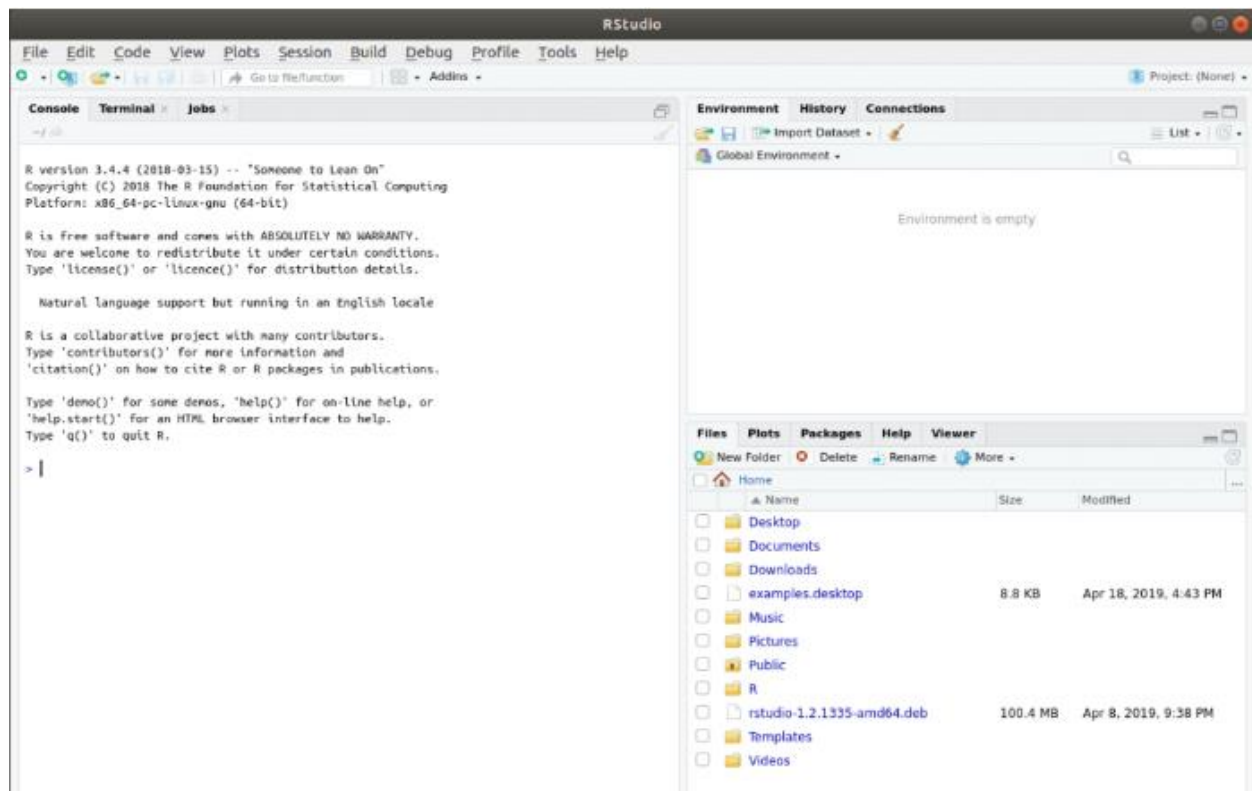 RStudio
File Edit Code View Plots Session Build Debug Profile Tools Help
Go to file/function Addins Project: (None)
Console Terminal Jobs
~/
R version 3.4.4 (2018-03-15) -- "Someone to Lean On"
Copyright (C) 2018 The R Foundation for Statistical Computing
Platform: x86_64-pc-linux-gnu (64-bit)
R is free software and comes with ABSOLUTELY NO WARRANTY.
You are welcome to redistribute it under certain conditions.
Type 'license()' or 'licence()' for distribution details.
Natural language support but running in an English locale
R is a collaborative project with many contributors.
Type 'contributors()' for more information and
'citation()' on how to cite R or R packages in publications.
Type 'demo()' for some demos, 'help()' for on-line help, or
'help.start()' for an HTML browser interface to help.
Type 'q()' to quit R.
>
Environment History Connections
Import Dataset List
Global Environment
Environment is empty
Files Plots Packages Help Viewer
New Folder Delete Rename More
Home ...
Name Size Modified
Desktop
Documents
Downloads
examples.desktop 8.8 KB Apr 18, 2019, 4:43 PM
Music
Pictures
Public
R
rstudio-1.2.1335-amd64.deb 100.4 MB Apr 8, 2019, 9:38 PM
Templates
Videos